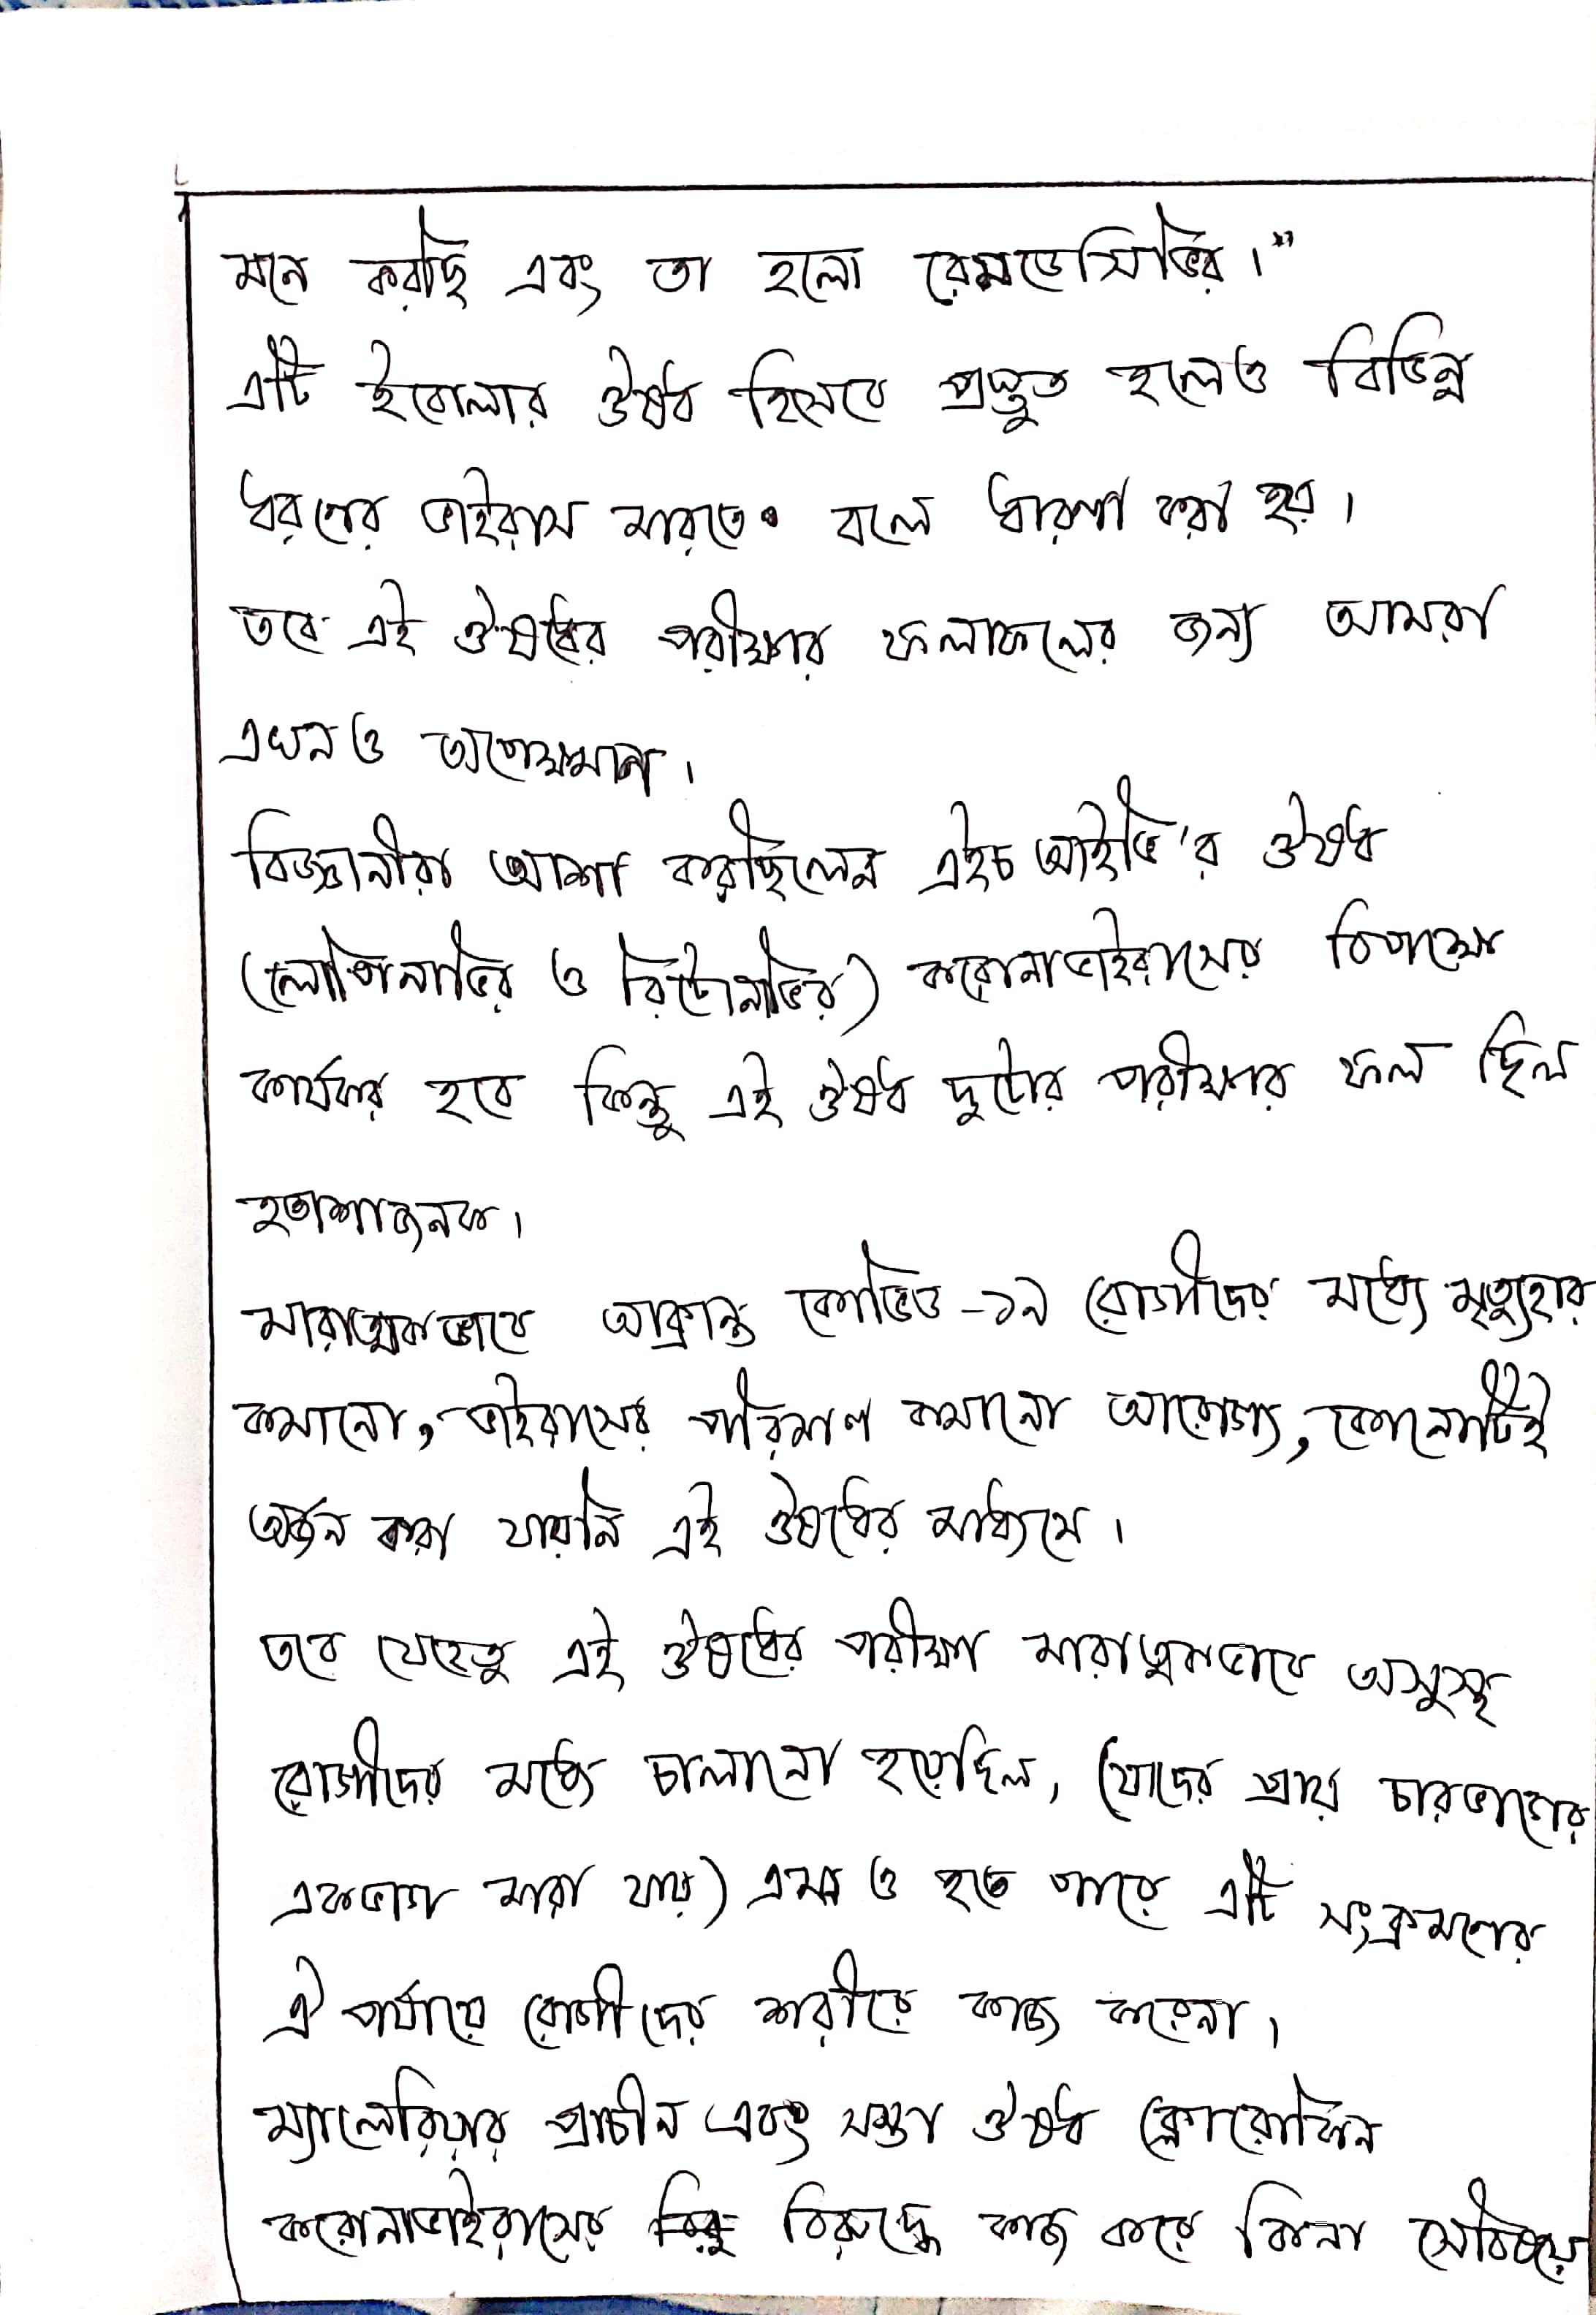 মনে করছি এবং তা হলো রেমডেসিভির।"
এটি ইবোলার ঔষধ হিসেবে প্রস্তুত হলেও বিভিন্ন
ধরণের ভাইরাস মারতে বলে ধারণা করা হয়।
তবে এই ঔষধের পরীক্ষার ফলাফলের জন্য আমরা
এখনও অপেক্ষমান।
বিজ্ঞানীরা আশা করছিলেন এইচআইভি'র ঔষধ
(লোপিনাভির ও রিটোনাভির) করোনাভাইরাসের বিপক্ষে
কার্যকর হবে কিন্তু এই ঔষধ দুটোর পরীক্ষার ফল ছিল
হতাশাজনক।
মারাত্মকভাবে আক্রান্ত কোভিড-১৯ রোগীদের মধ্যে মৃত্যুহার
কমানো, ভাইরাসের পরিমাণ কমানো আরোগ্য, কোনোটিই
অর্জন করা যায়নি এই ঔষধের মাধ্যমে।
তবে যেহেতু এই ঔষধের পরীক্ষা মারাত্মকভাবে অসুস্থ
রোগীদের মধ্যে চালানো হয়েছিল, (যাদের প্রায় চারভাগের
একভাগ মারা যায়) এমনও হতে পারে এটি সংক্রমণের
ঐ পর্যায়ে রোগীদের শরীরে কাজ করেনা।
ম্যালেরিয়ার প্রাচীন এবং সস্তা ঔষধ ক্লোরোকিন
করোনাভাইরাসের বিরুদ্ধে কাজ করে কিনা সেবিষয়ে